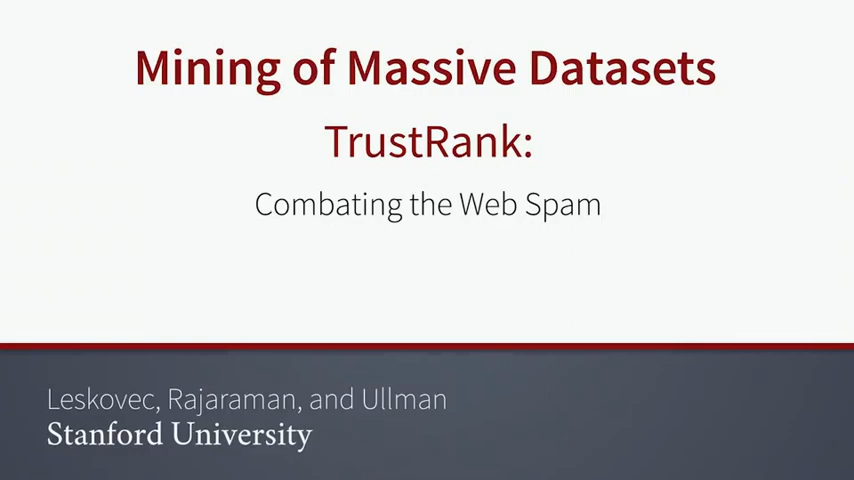 Mining of Massive Datasets
TrustRank:
Combating the Web Spam
Leskovec, Rajaraman, and Ullman
Stanford University